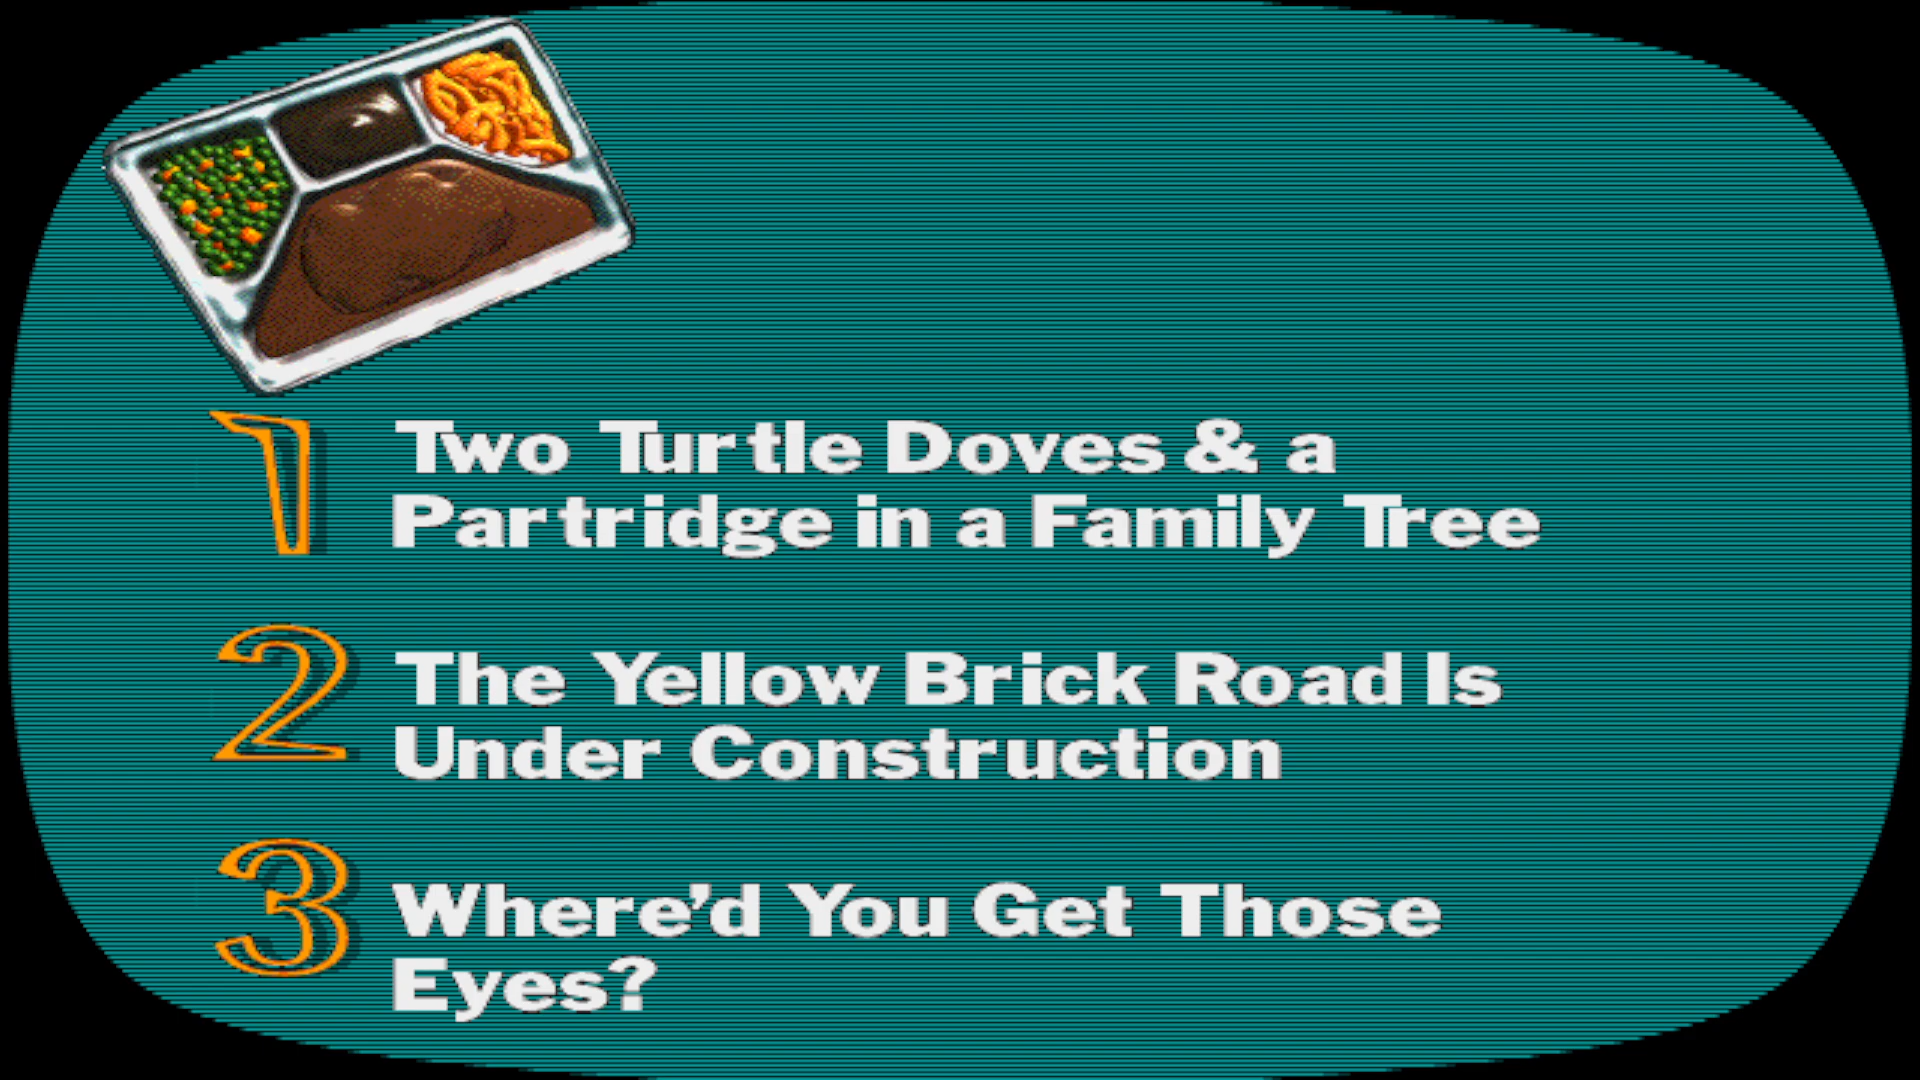 1 Two Turtle Doves & a
Partridge in a Family Tree
2 The Yellow Brick Road Is
Under Construction
3 Where’d You Get Those
Eyes?